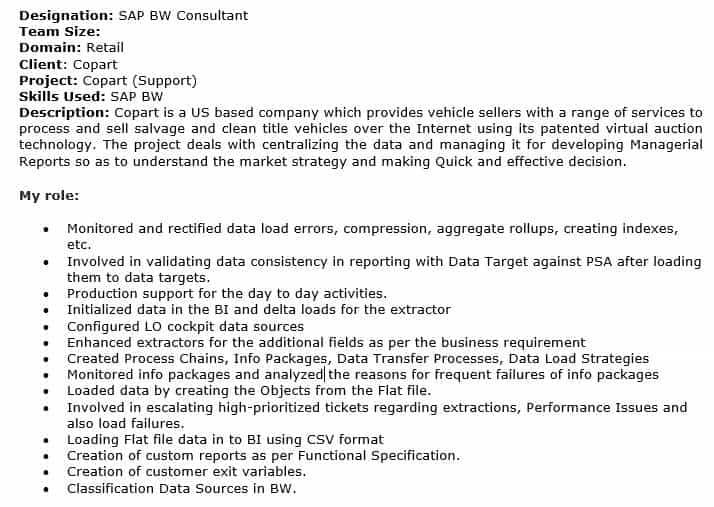 Designation: SAP BW Consultant
Team Size:
Domain: Retail
Client: Copart
Project: Copart (Support)
Skills Used: SAP BW
Description: Copart is a US based company which provides vehicle sellers with a range of services to
process and sell salvage and clean title vehicles over the Internet using its patented virtual auction
technology. The project deals with centralizing the data and managing it for developing Managerial
Reports so as to understand the market strategy and making Quick and effective decision.
My role:
• Monitored and rectified data load errors, compression, aggregate rollups, creating indexes,
etc.
• Involved in validating data consistency in reporting with Data Target against PSA after loading
them to data targets.
• Production support for the day to day activities.
• Initialized data in the BI and delta loads for the extractor
• Configured LO cockpit data sources
• Enhanced extractors for the additional fields as per the business requirement
• Created Process Chains, Info Packages, Data Transfer Processes, Data Load Strategies
• Monitored info packages and analyzed the reasons for frequent failures of info packages
• Loaded data by creating the Objects from the Flat file.
• Involved in escalating high-prioritized tickets regarding extractions, Performance Issues and
also load failures.
• Loading Flat file data in to BI using CSV format
• Creation of custom reports as per Functional Specification.
• Creation of customer exit variables.
• Classification Data Sources in BW.